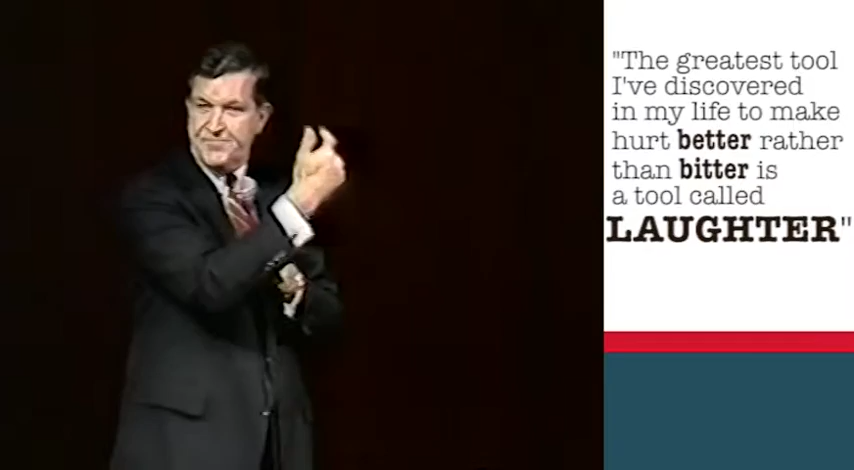 "The greatest tool
I've discovered
in my life to make
hurt better rather
than bitter is
a tool called
LAUGHTER"